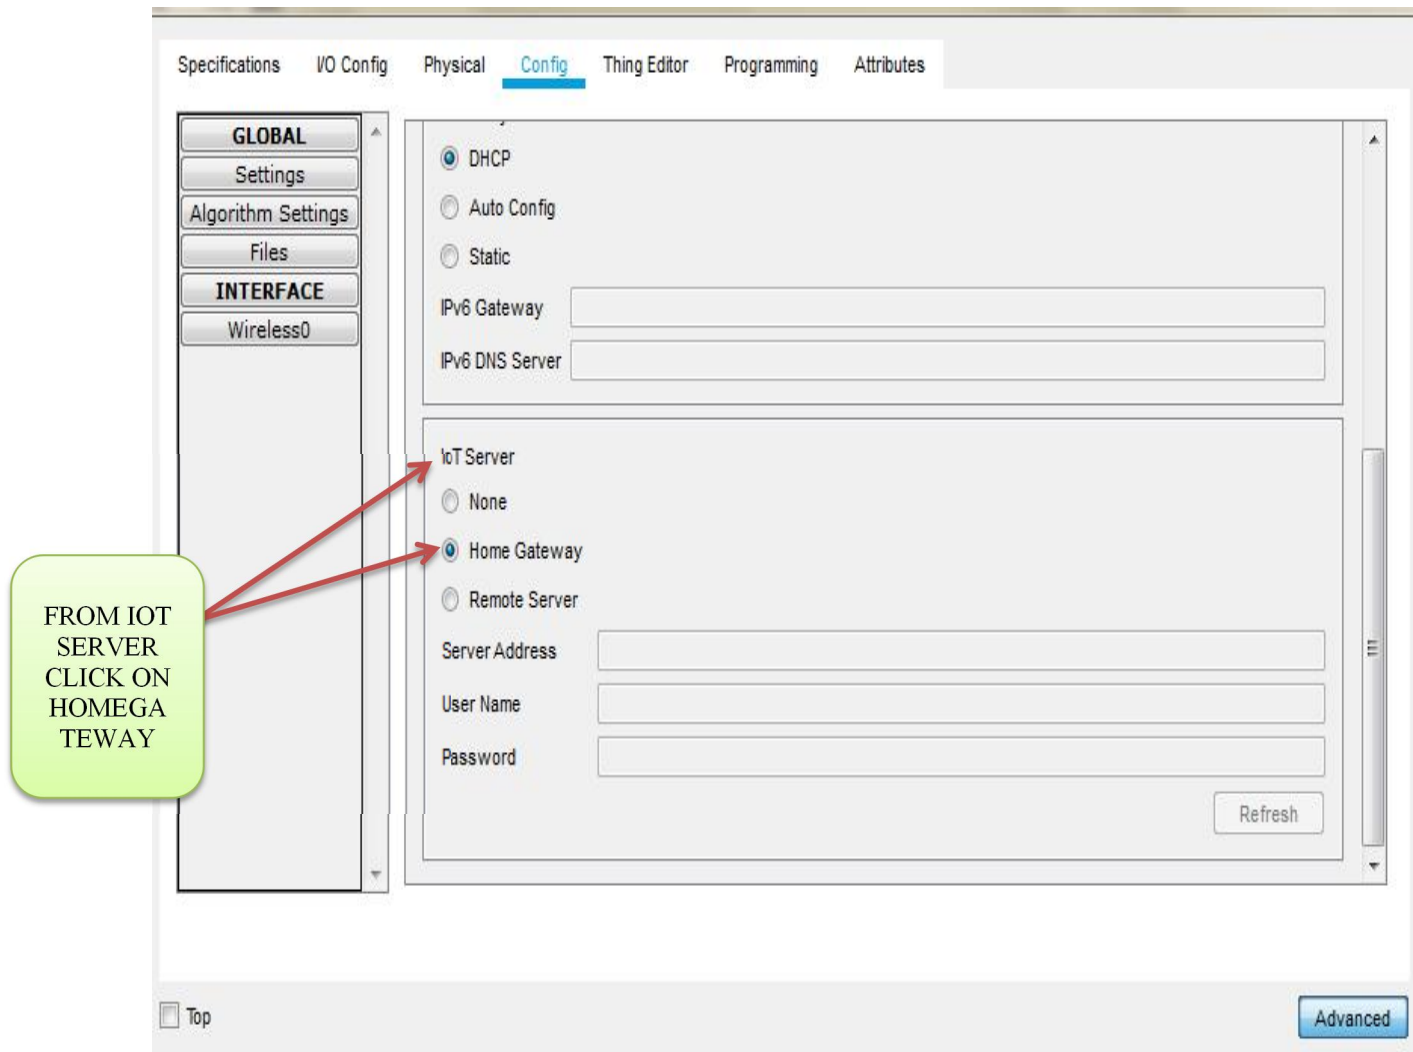 Specifications I/O Config Physical Config Thing Editor Programming Attributes
GLOBAL
Settings
Algorithm Settings
Files
INTERFACE
Wireless0
DHCP
Auto Config
Static
IPv6 Gateway
IPv6 DNS Server
IoT Server
None
Home Gateway
Remote Server
Server Address
User Name
Password
Refresh
FROM IOT
SERVER
CLICK ON
HOMEGA
TEWAY
Top
Advanced